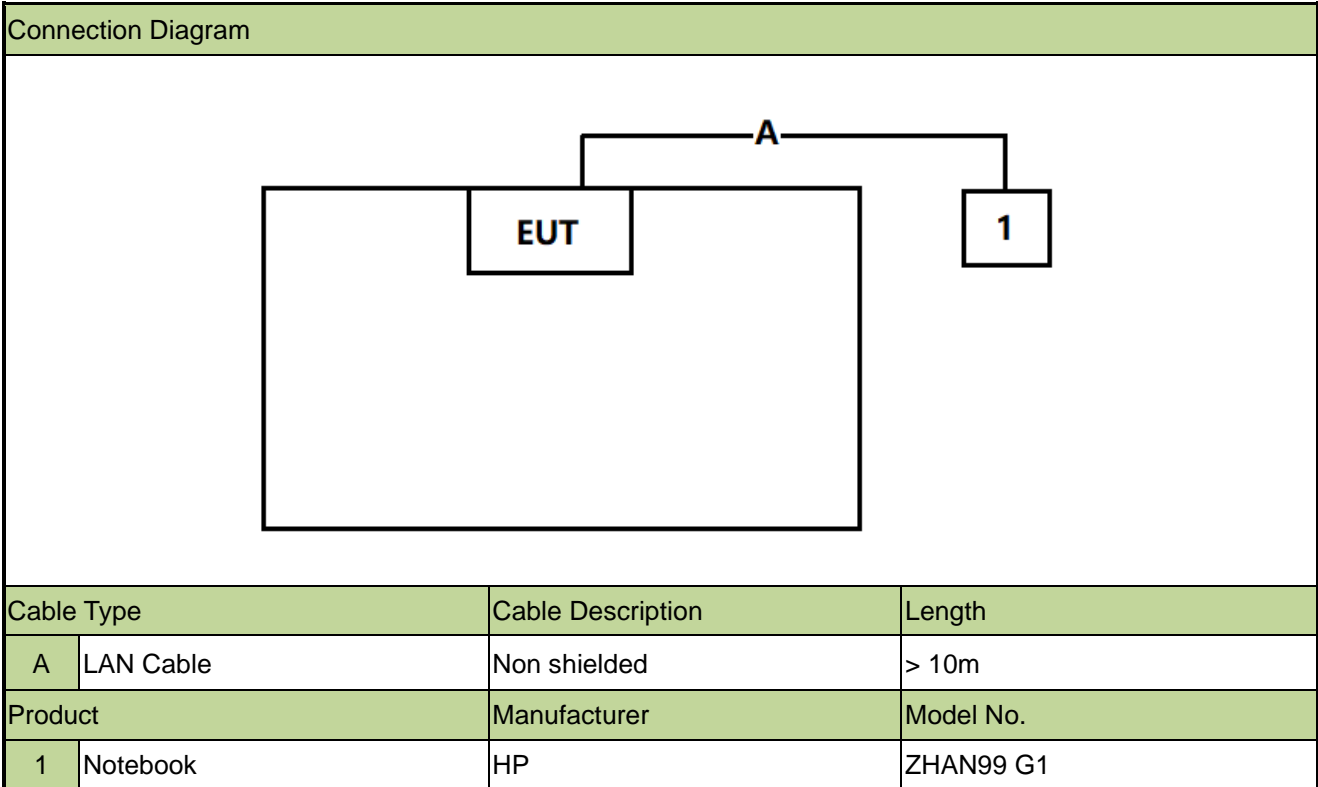 Connection Diagram
A
EUT
1
Cable Type Cable Description Length
A LAN Cable Non shielded > 10m
Product Manufacturer Model No.
1 Notebook HP ZHAN99 G1